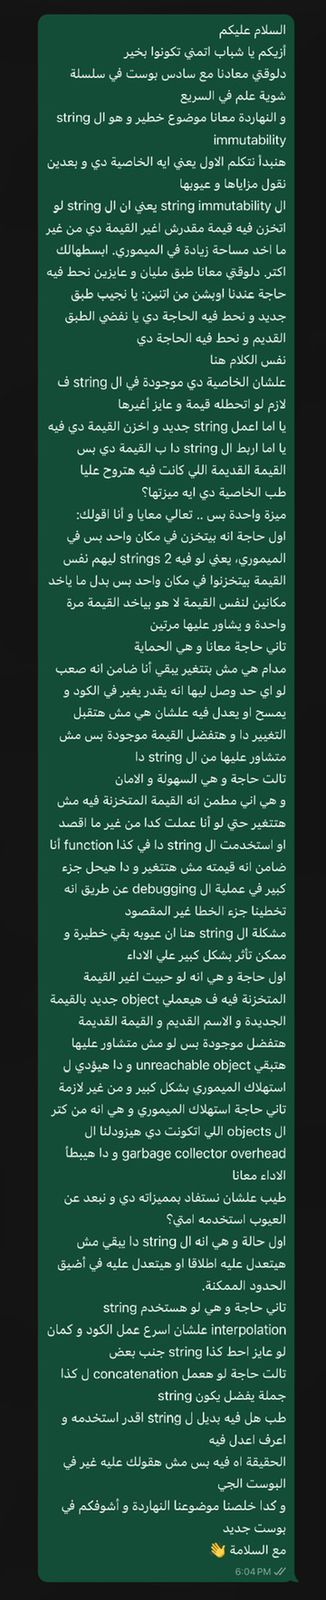 السلام عليكم
أزيكم يا شباب اتمني تكونوا بخير
دلوقتي معادنا مع سادس بوست في سلسلة
شوية علم في السريع
و النهاردة معانا موضوع خطير و هو ال string
immutability
هنبدأ نتكلم الاول يعني ايه الخاصية دي و بعدين
نقول مزاياها و عيوبها
ال string immutability يعني ان ال string لو
اتخزن فيه قيمة مقدرش اغير القيمة دي من غير
ما اخد مساحة زيادة في الميموري. ابسطهالك
اكتر. دلوقتي معانا طبق مليان و عايزين نحط فيه
حاجة عندنا اوبشن من اتنين: يا نجيب طبق
جديد و نحط فيه الحاجة دي يا نفضي الطبق
القديم و نحط فيه الحاجة دي
نفس الكلام هنا
علشان الخاصية دي موجودة في ال string ف
لازم لو اتحطله قيمة و عايز أغيرها
يا اما اعمل string جديد و اخزن القيمة دي فيه
يا اما اربط ال string دا ب القيمة دي بس
القيمة القديمة اللي كانت فيه هتروح عليا
طب الخاصية دي ايه ميزتها؟
ميزة واحدة بس .. تعالي معايا و أنا اقولك:
اول حاجة انه بيتخزن في مكان واحد بس في
الميموري، يعني لو فيه 2 strings ليهم نفس
القيمة بيتخزنوا في مكان واحد بس بدل ما ياخد
مكانين لنفس القيمة لا هو بياخد القيمة مرة
واحدة و يشاور عليها مرتين
تاني حاجة معانا و هي الحماية
مدام هي مش بتتغير يبقي أنا ضامن انه صعب
لو اي حد وصل ليها انه يقدر يغير في الكود و
يمسح او يعدل فيه علشان هي مش هتقبل
التغيير دا و هتفضل القيمة موجودة بس مش
متشاور عليها من ال string دا
تالت حاجة و هي السهولة و الامان
و هي اني مطمن انه القيمة المتخزنة فيه مش
هتتغير حتي لو أنا عملت كدا من غير ما اقصد
او استخدمت ال string دا في كذا function أنا
ضامن انه قيمته مش هتتغير و دا هيحل جزء
كبير في عملية ال debugging عن طريق انه
تخطينا جزء الخطا غير المقصود
مشكلة ال string هنا ان عيوبه بقي خطيرة و
ممكن تأثر بشكل كبير علي الاداء
اول حاجة و هي انه لو حبيت اغير القيمة
المتخزنة فيه ف هيعملي object جديد بالقيمة
الجديدة و الاسم القديم و القيمة القديمة
هتفضل موجودة بس لو مش متشاور عليها
هتبقي unreachable object و دا هيؤدي ل
استهلاك الميموري بشكل كبير و من غير لازمة
تاني حاجة استهلاك الميموري و هي انه من كتر
ال objects اللي اتكونت دي هيزودلنا ال
garbage collector overhead و دا هيبطأ
الاداء معانا
طيب علشان نستفاد بمميزاته دي و نبعد عن
العيوب استخدمه امتي؟
اول حالة و هي انه ال string دا يبقي مش
هيتعدل عليه اطلاقا او هيتعدل عليه في أضيق
الحدود الممكنة.
تاني حاجة و هي لو هستخدم string
interpolation علشان اسرع عمل الكود و كمان
لو عايز احط كذا string جنب بعض
تالت حاجة لو هعمل concatenation ل كذا
جملة يفضل يكون string
طب هل فيه بديل ل string اقدر استخدمه و
اعرف اعدل فيه
الحقيقة اه فيه بس مش هقولك عليه غير في
البوست الجي
و كدا خلصنا موضوعنا النهاردة و أشوفكم في
بوست جديد
مع السلامة 👋
6:04 PM